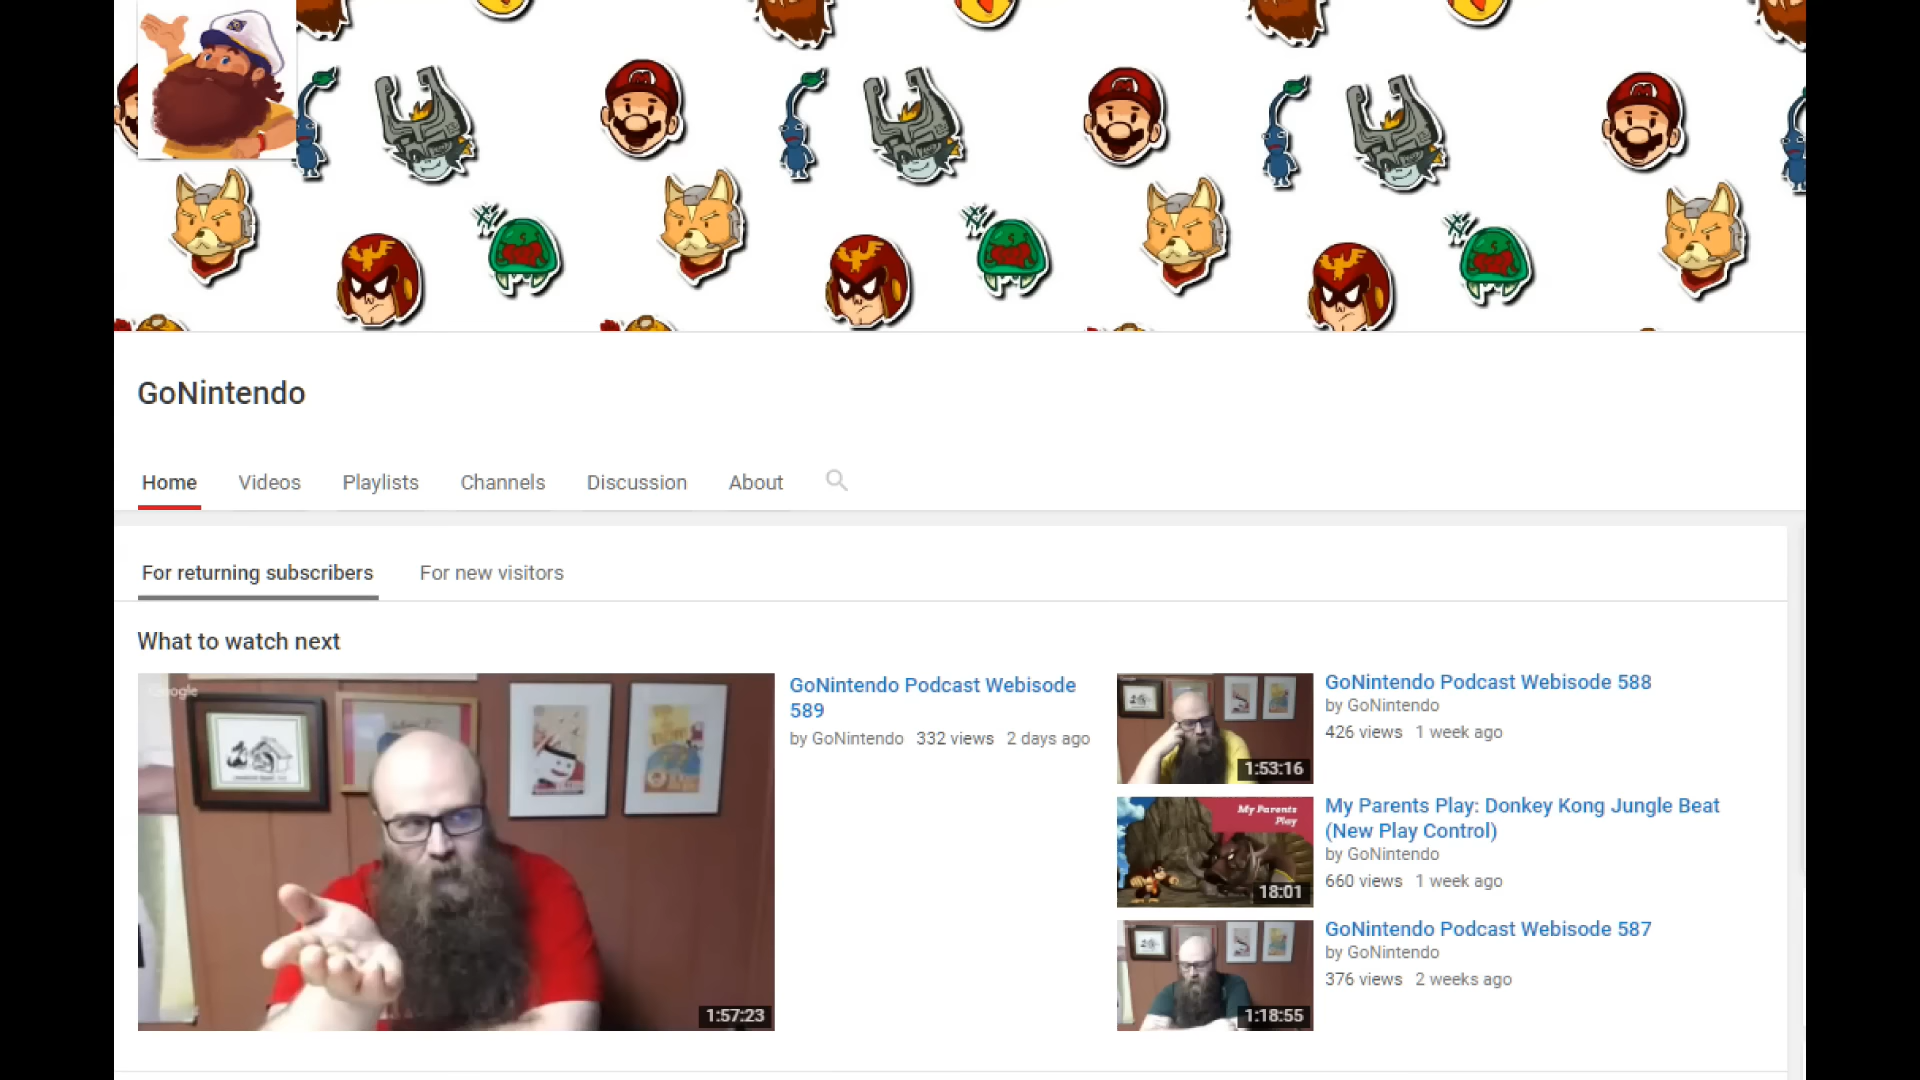 GoNintendo
Home Videos Playlists Channels Discussion About
For returning subscribers For new visitors
What to watch next
Google
1:57:23
GoNintendo Podcast Webisode
589
by GoNintendo 332 views 2 days ago
1:53:16
GoNintendo Podcast Webisode 588
by GoNintendo
426 views 1 week ago
My Parents
Play
18:01
My Parents Play: Donkey Kong Jungle Beat
(New Play Control)
by GoNintendo
660 views 1 week ago
1:18:55
GoNintendo Podcast Webisode 587
by GoNintendo
376 views 2 weeks ago